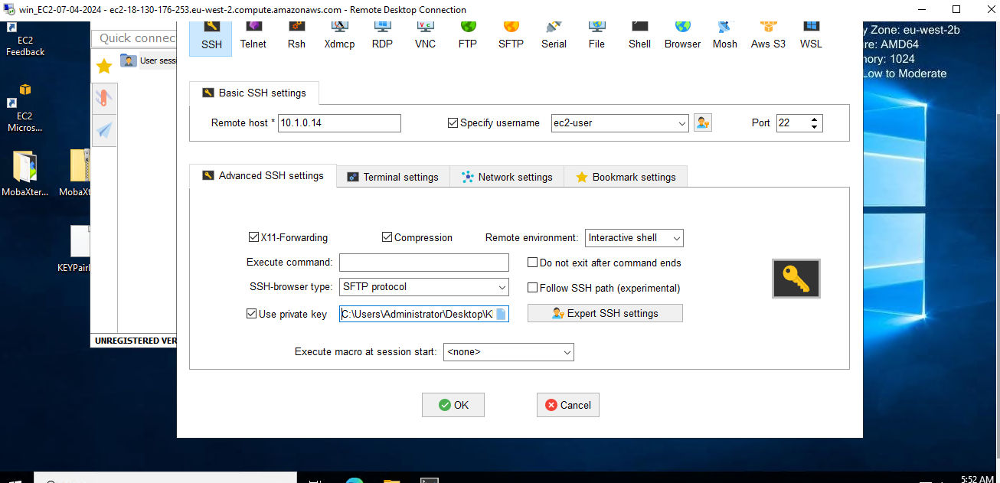 win_EC2-07-04-2024 - ec2-18-130-176-253.eu-west-2.compute.amazonaws.com - Remote Desktop Connection
EC2
Feedback
EC2
Micros...
MobaXter...
MobaXt
KEYPair
Quick connec
User sess
UNREGISTERED VER
SSH Telnet Rsh Xdmcp RDP VNC FTP SFTP Serial File Shell Browser Mosh Aws S3 WSL
y Zone: eu-west-2b
re: AMD64
nory: 1024
Low to Moderate
Basic SSH settings
Remote host * 10.1.0.14 Specify username ec2-user Port 22
Advanced SSH settings Terminal settings Network settings Bookmark settings
X11-Forwarding Compression Remote environment: Interactive shell
Execute command: Do not exit after command ends
SSH-browser type: SFTP protocol Follow SSH path (experimental)
Use private key C:\Users\Administrator\Desktop\K Expert SSH settings
Execute macro at session start: <none>
OK Cancel
5:52 AM